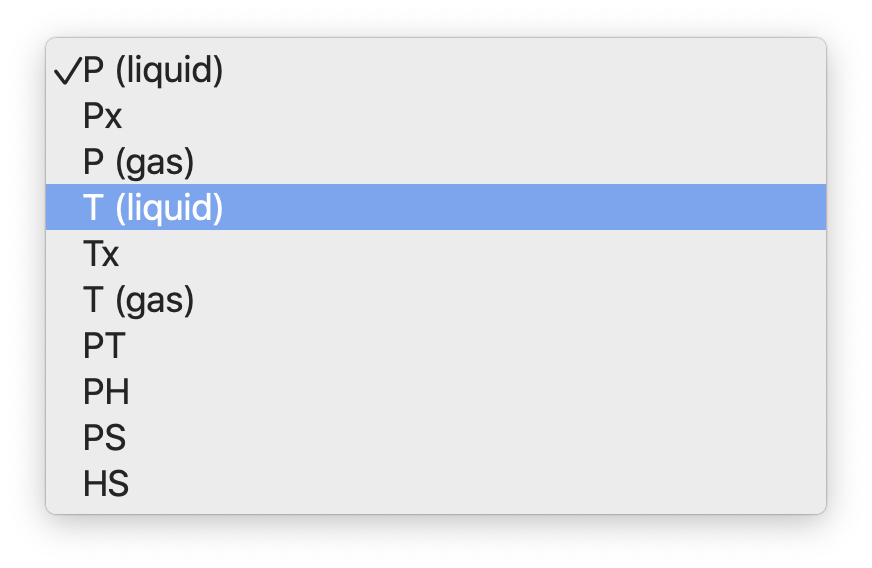 ✓P (liquid)
Px
P (gas)
T (liquid)
Tx
T (gas)
PT
PH
PS
HS